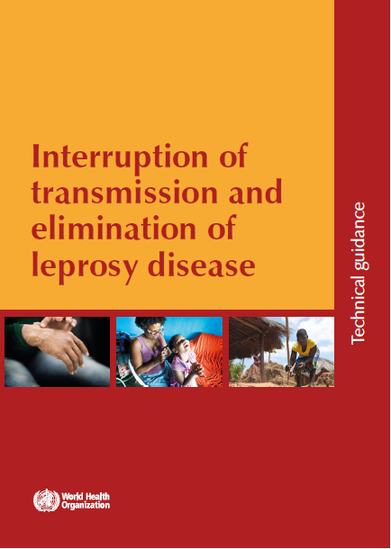 Interruption of
transmission and
elimination of
leprosy disease
Technical guidance
World Health
Organization